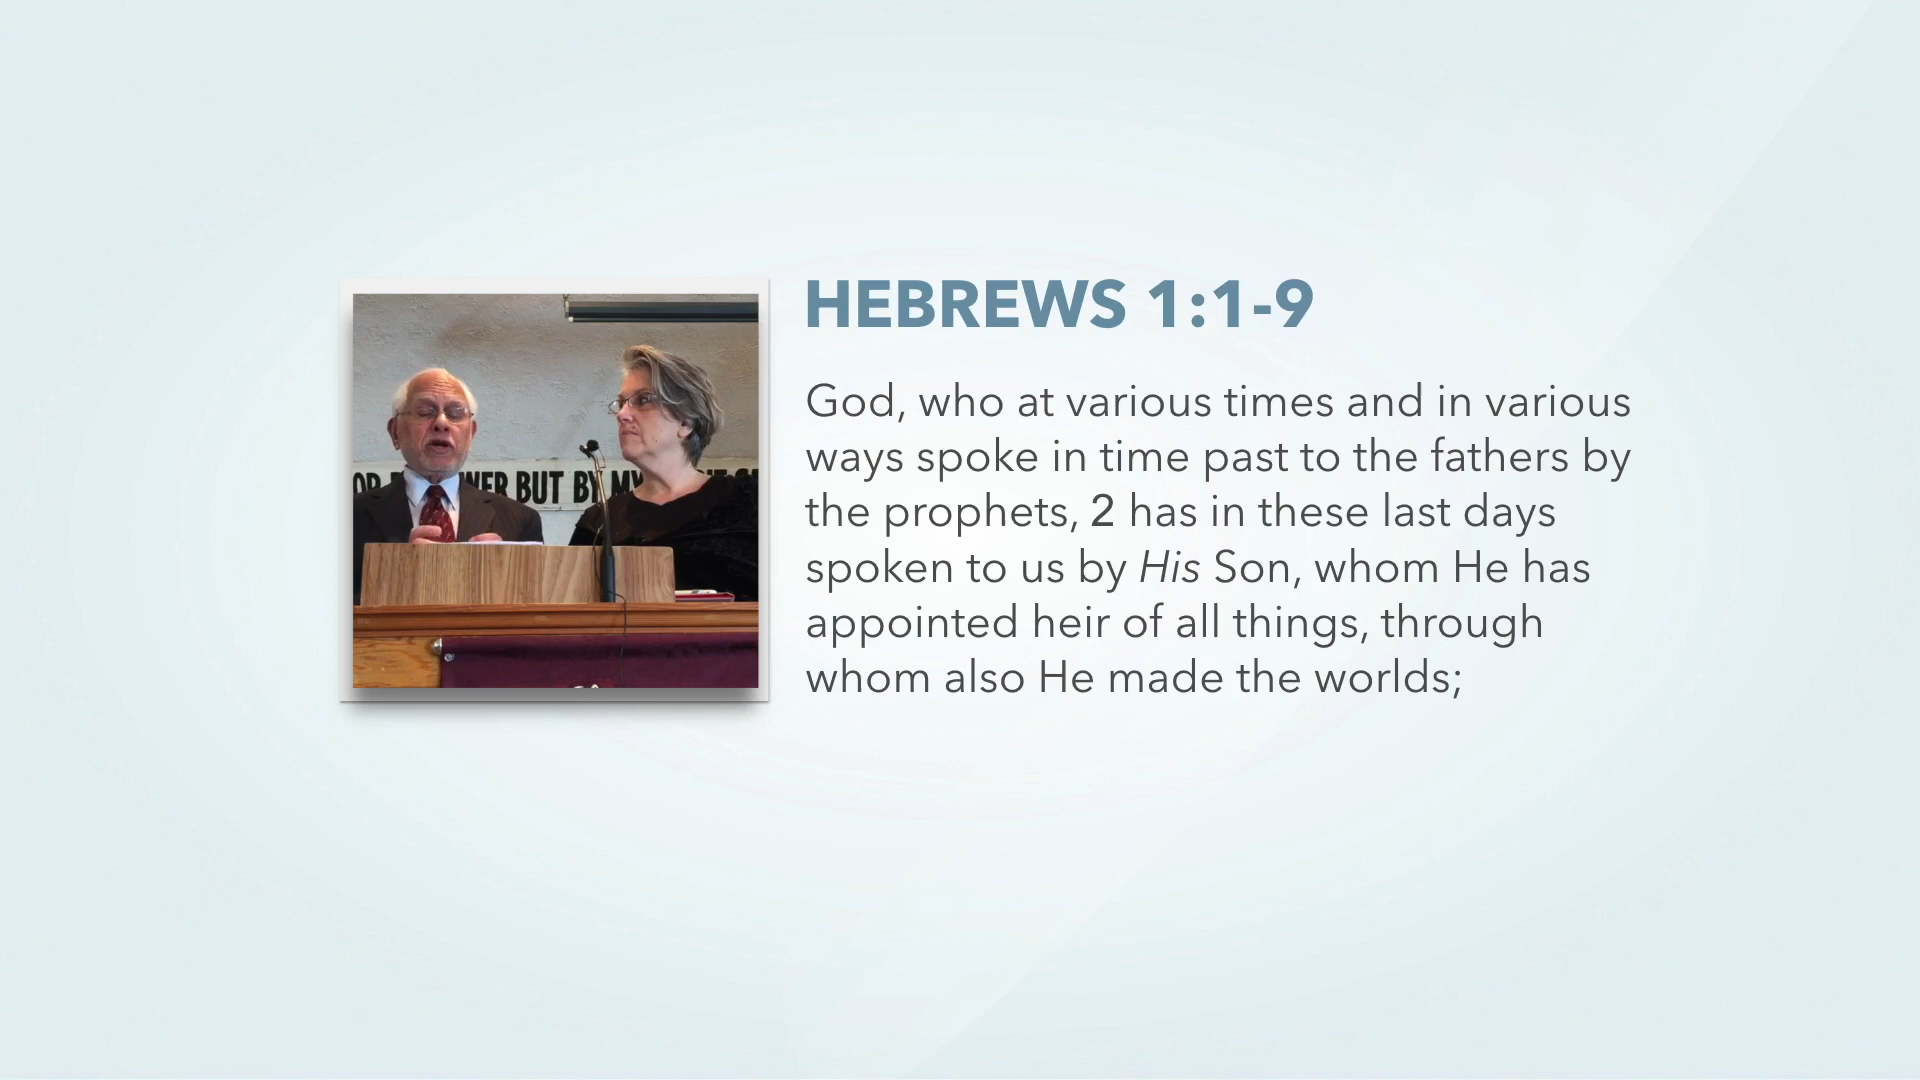 HEBREWS 1:1-9
God, who at various times and in various
ways spoke in time past to the fathers by
the prophets, 2 has in these last days
spoken to us by His Son, whom He has
appointed heir of all things, through
whom also He made the worlds;
BUT BY MY